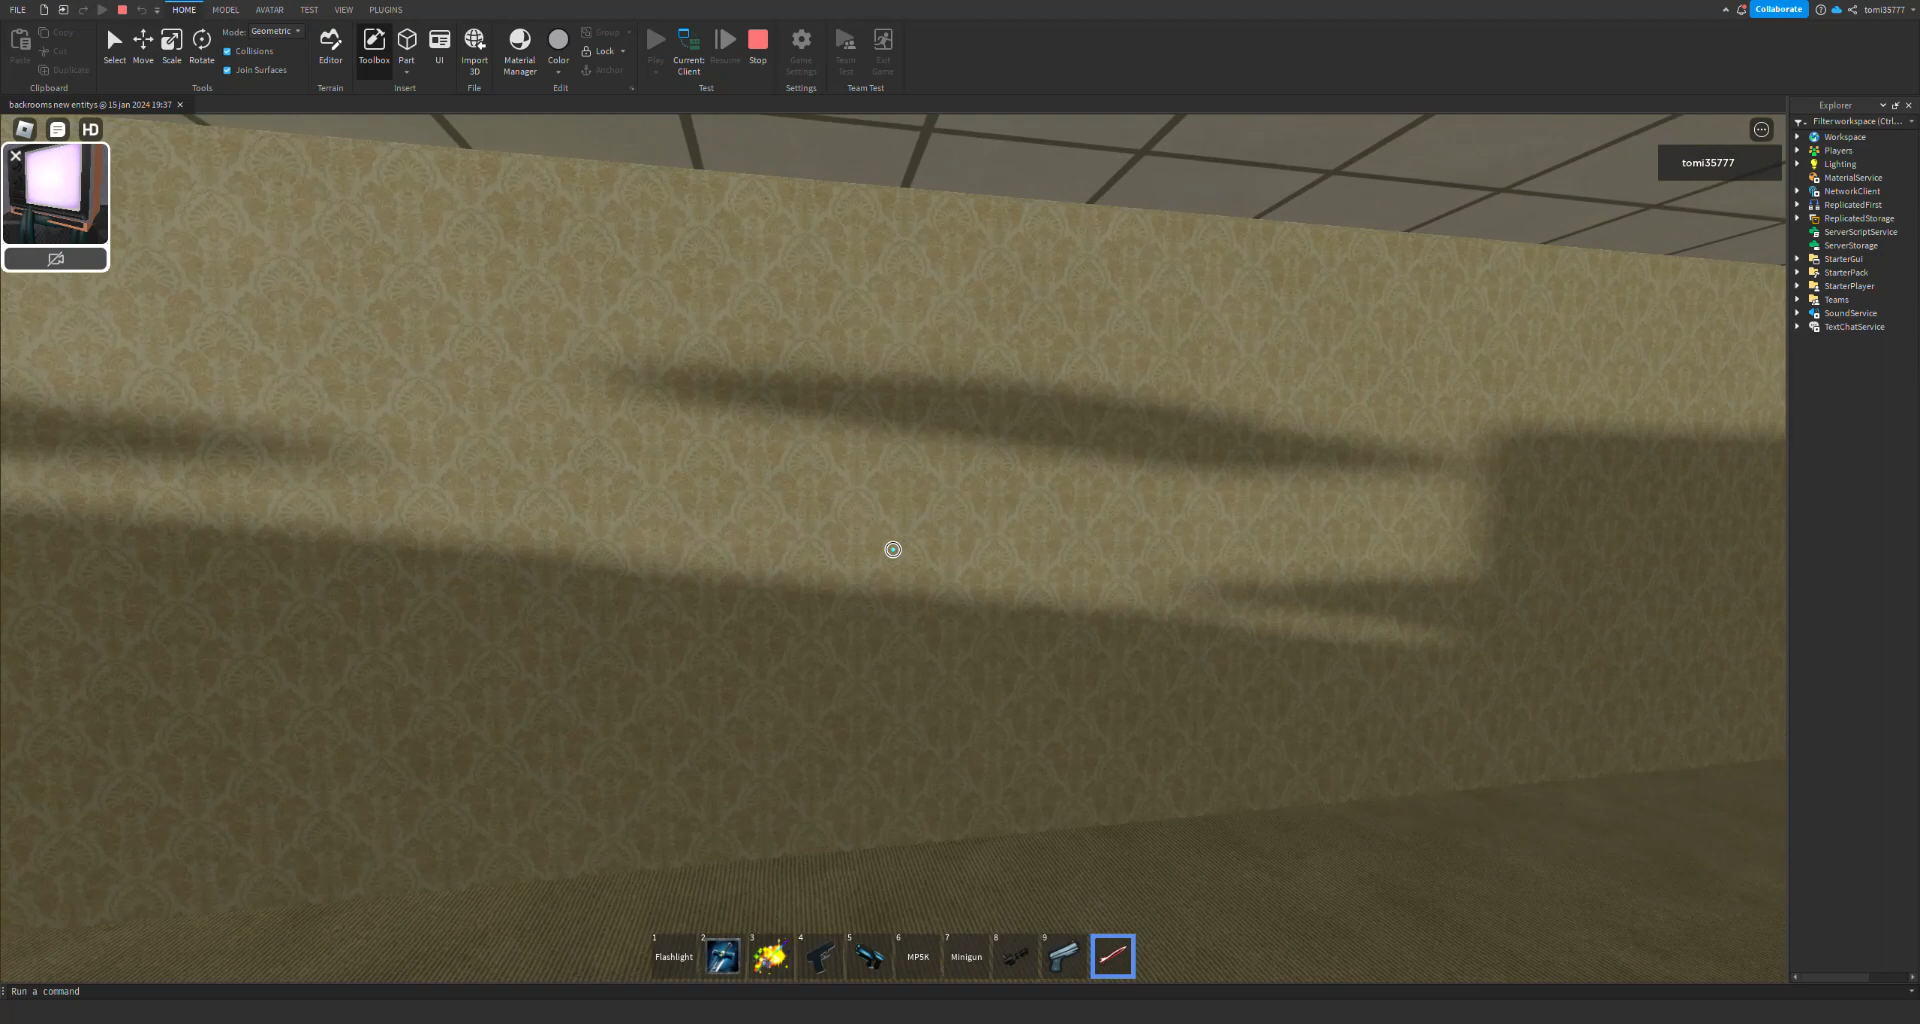 FILE HOME MODEL AVATAR TEST VIEW PLUGINS Collaborate tomi35777
Paste Copy Cut Duplicate Clipboard
Select Move Scale Rotate Mode: Geometric Collisions Join Surfaces Tools
Editor Terrain
Toolbox Part UI Insert
Import 3D File
Material Manager Color Group Lock Anchor Edit
Play Current: Client Resume Stop Test
Game Settings Settings
Team Test Exit Game Team Test
backrooms new entitys @ 15 jan 2024 19:37
HD
tomi35777
Explorer
Filter workspace (Ctrl...
Workspace
Players
Lighting
MaterialService
NetworkClient
ReplicatedFirst
ReplicatedStorage
ServerScriptService
ServerStorage
StarterGui
StarterPack
StarterPlayer
Teams
SoundService
TextChatService
1 2 3 4 5 6 7 8 9
Flashlight MP5K Minigun
Run a command